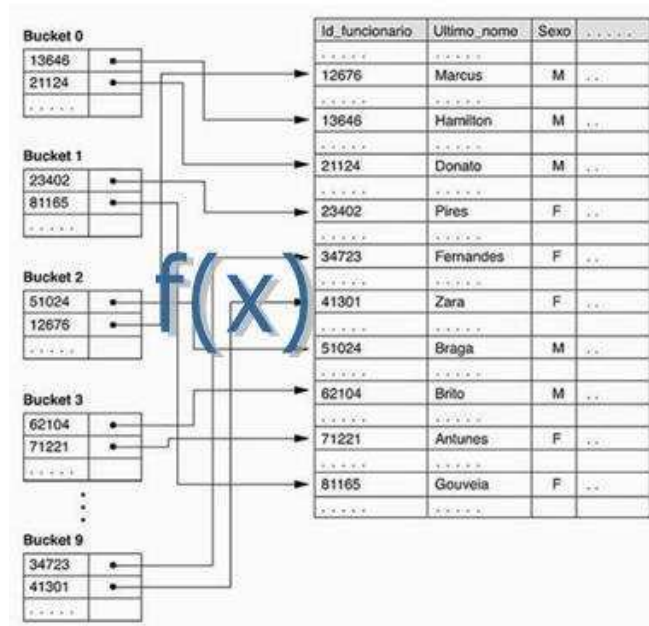 Bucket 0
13646
21124
. . . . .
Bucket 1
23402
81165
. . . . .
Bucket 2
51024
12676
. . . . .
Bucket 3
62104
71221
. . . . .
Bucket 9
34723
41301
. . . . .
f(x)
Id_funcionario Ultimo_nome Sexo . . . . .
. . . . . . . . . .
12676 Marcus M . .
. . . . . . . . . .
13646 Hamilton M . .
. . . . . . . . . .
21124 Donato M . .
. . . . . . . . . .
23402 Pires F . .
. . . . . . . . . .
34723 Fernandes F . .
. . . . . . . . . .
41301 Zara F . .
. . . . . . . . . .
51024 Braga M . .
. . . . . . . . . .
62104 Brito M . .
. . . . . . . . . .
71221 Antunes F . .
. . . . . . . . . .
81165 Gouveia F . .
. . . . . . . . . .